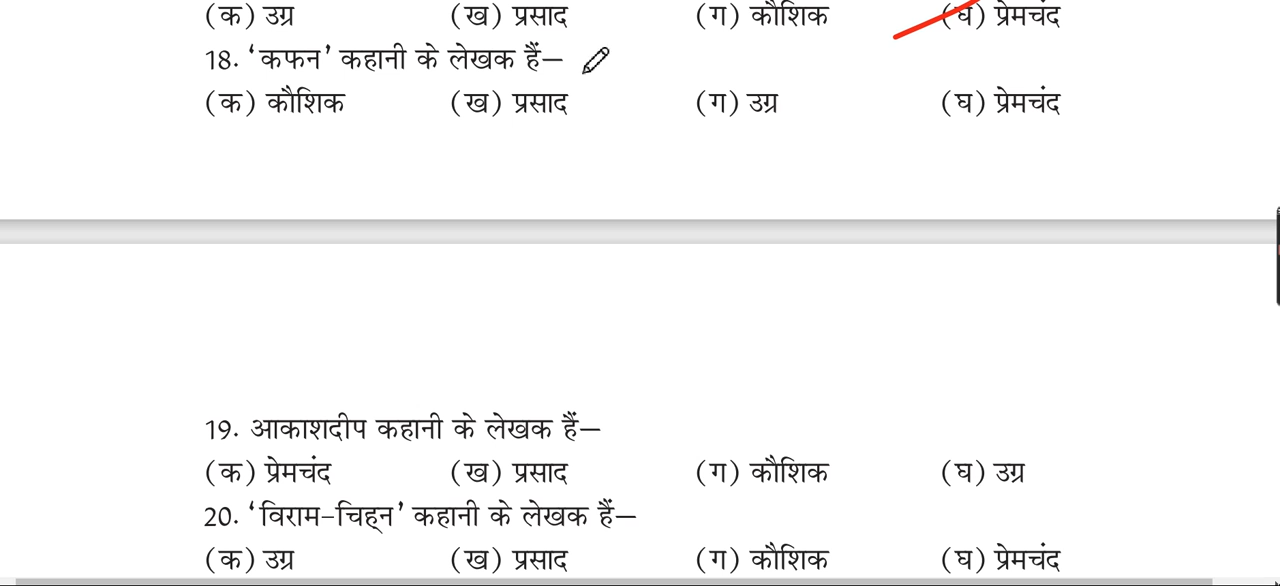 (क) उग्र (ख) प्रसाद (ग) कौशिक (घ) प्रेमचंद
18. ‘कफन’ कहानी के लेखक हैं–
(क) कौशिक (ख) प्रसाद (ग) उग्र (घ) प्रेमचंद
19. आकाशदीप कहानी के लेखक हैं–
(क) प्रेमचंद (ख) प्रसाद (ग) कौशिक (घ) उग्र
20. ‘विराम-चिह्न’ कहानी के लेखक हैं–
(क) उग्र (ख) प्रसाद (ग) कौशिक (घ) प्रेमचंद